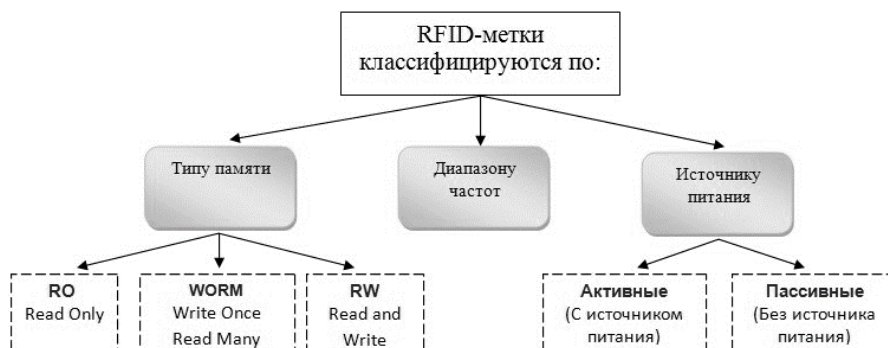 RFID-метки
классифицируются по:
Типу памяти
Диапазону
частот
Источнику
питания
RO
Read Only
WORM
Write Once
Read Many
RW
Read and
Write
Активные
(С источником
питания)
Пассивные
(Без источника
питания)